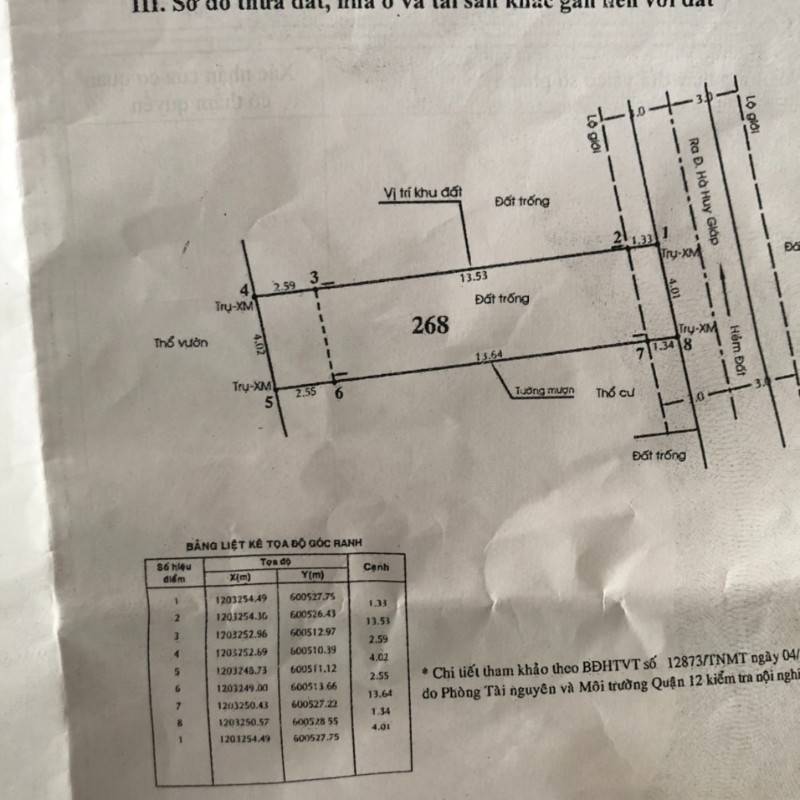 III. Sơ đồ thửa đất, nhà ở và tài sản khác gắn liền với đất
Lộ giới
3.0
Lộ giới
Ra Đ. Hà Huy Giáp
Vị trí khu đất
Đất trống
2
1.33
1
Trụ-XM
4
2.59
3
13.53
Trụ-XM
Đất trống
4.01
268
Thổ vườn
4.02
Trụ-XM
7
1.34
8
Hẻm Đất
13.64
Trụ-XM
5
2.55
6
Tường mượn
Thổ cư
3.0
Đất trống
BẢNG LIỆT KÊ TỌA ĐỘ GÓC RANH
Số hiệu điểm
Tọa độ
Cạnh
X(m)
Y(m)
1 1203254.49 600527.75
1.33
2 1203254.36 600526.43
13.53
3 1203252.96 600512.97
2.59
4 1203252.69 600510.39
4.02
5 1203248.73 600511.12
2.55
6 1203249.00 600513.66
13.64
7 1203250.43 600527.22
1.34
8 1203250.57 600528.55
4.01
1 1203254.49 600527.75
* Chi tiết tham khảo theo BĐHTVT số 12873/TNMT ngày 04/
do Phòng Tài nguyên và Môi trường Quận 12 kiểm tra nội nghi